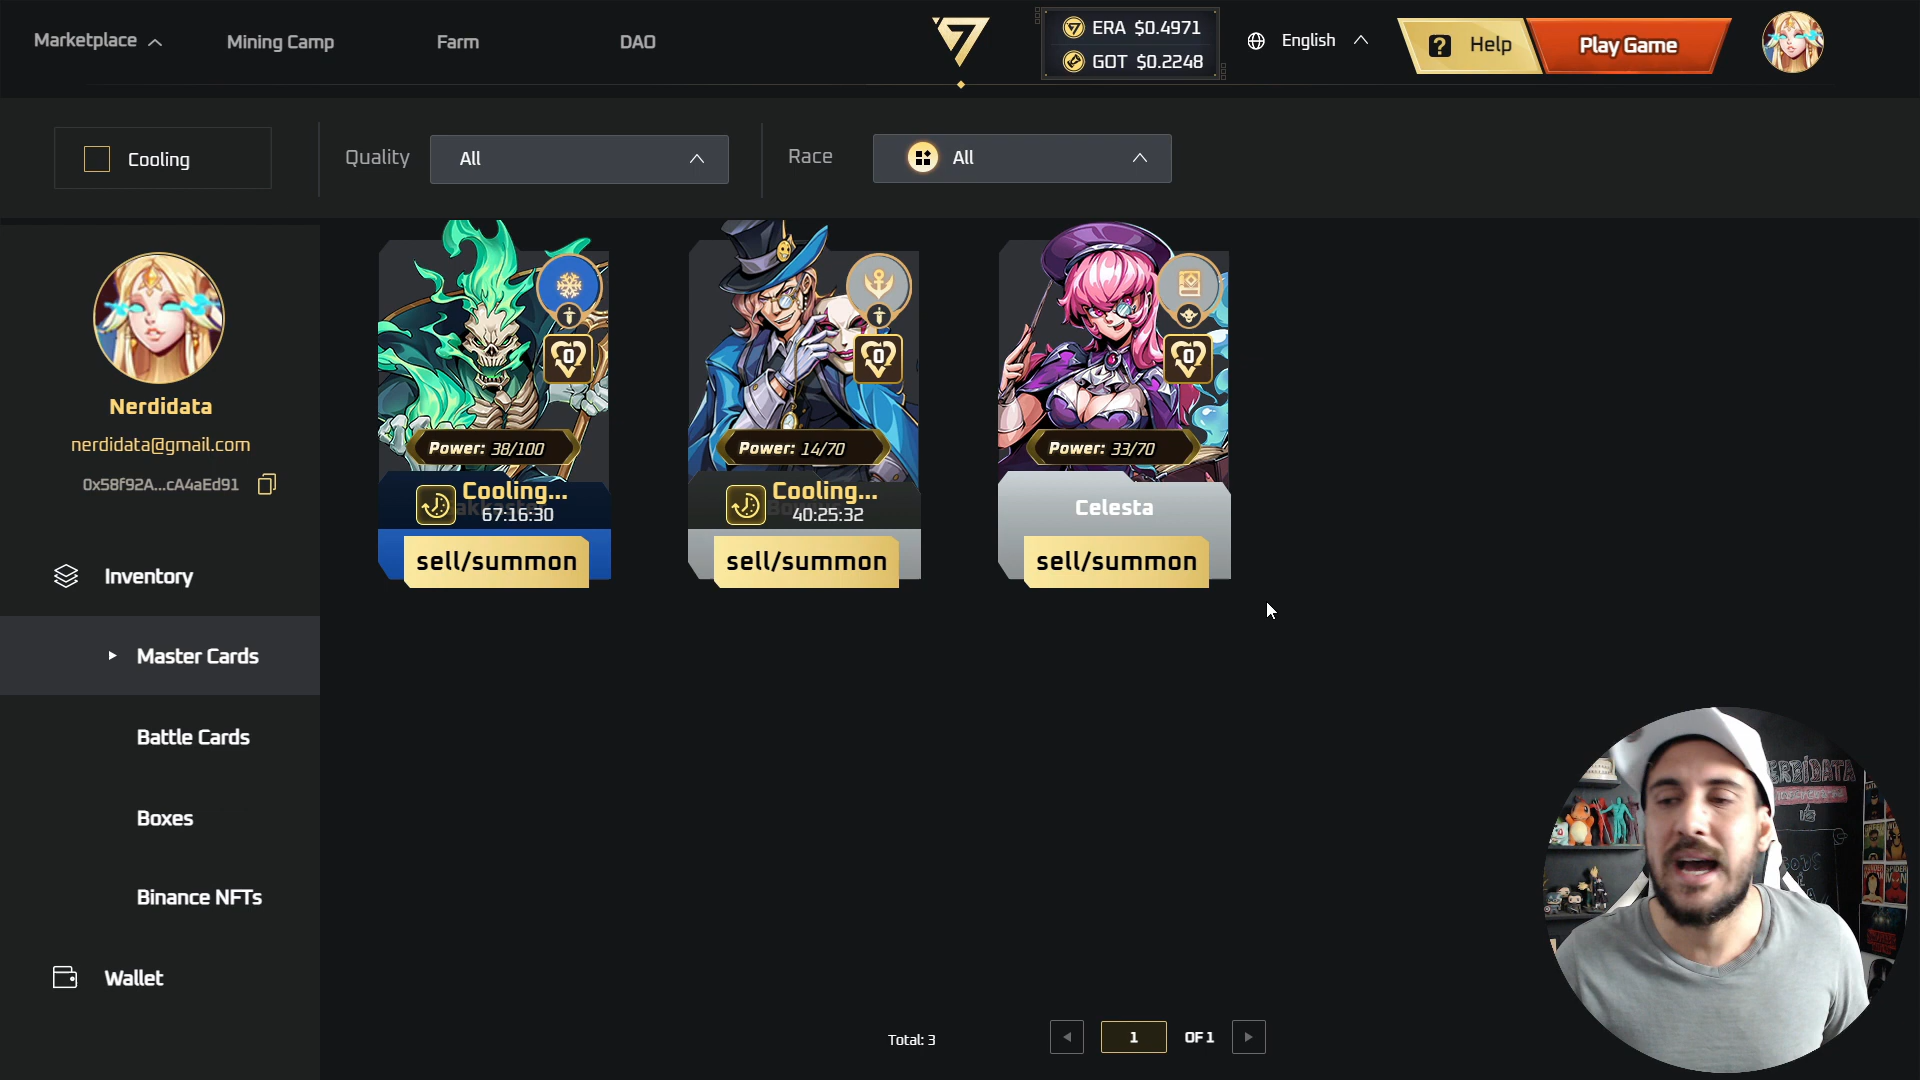 Marketplace
Mining Camp
Farm
DAO
ERA $0.4971
GOT $0.2248
English
Help
Play Game
Cooling
Quality
All
Race
All
Nerdidata
nerdidata@gmail.com
0x58f92A...cA4aEd91
Inventory
Master Cards
Battle Cards
Boxes
Binance NFTs
Wallet
0
Power: 38/100
Cooling...
67:16:30
sell/summon
0
Power: 14/70
Cooling...
40:25:32
sell/summon
0
Power: 33/70
Celesta
sell/summon
Total: 3
1
OF 1